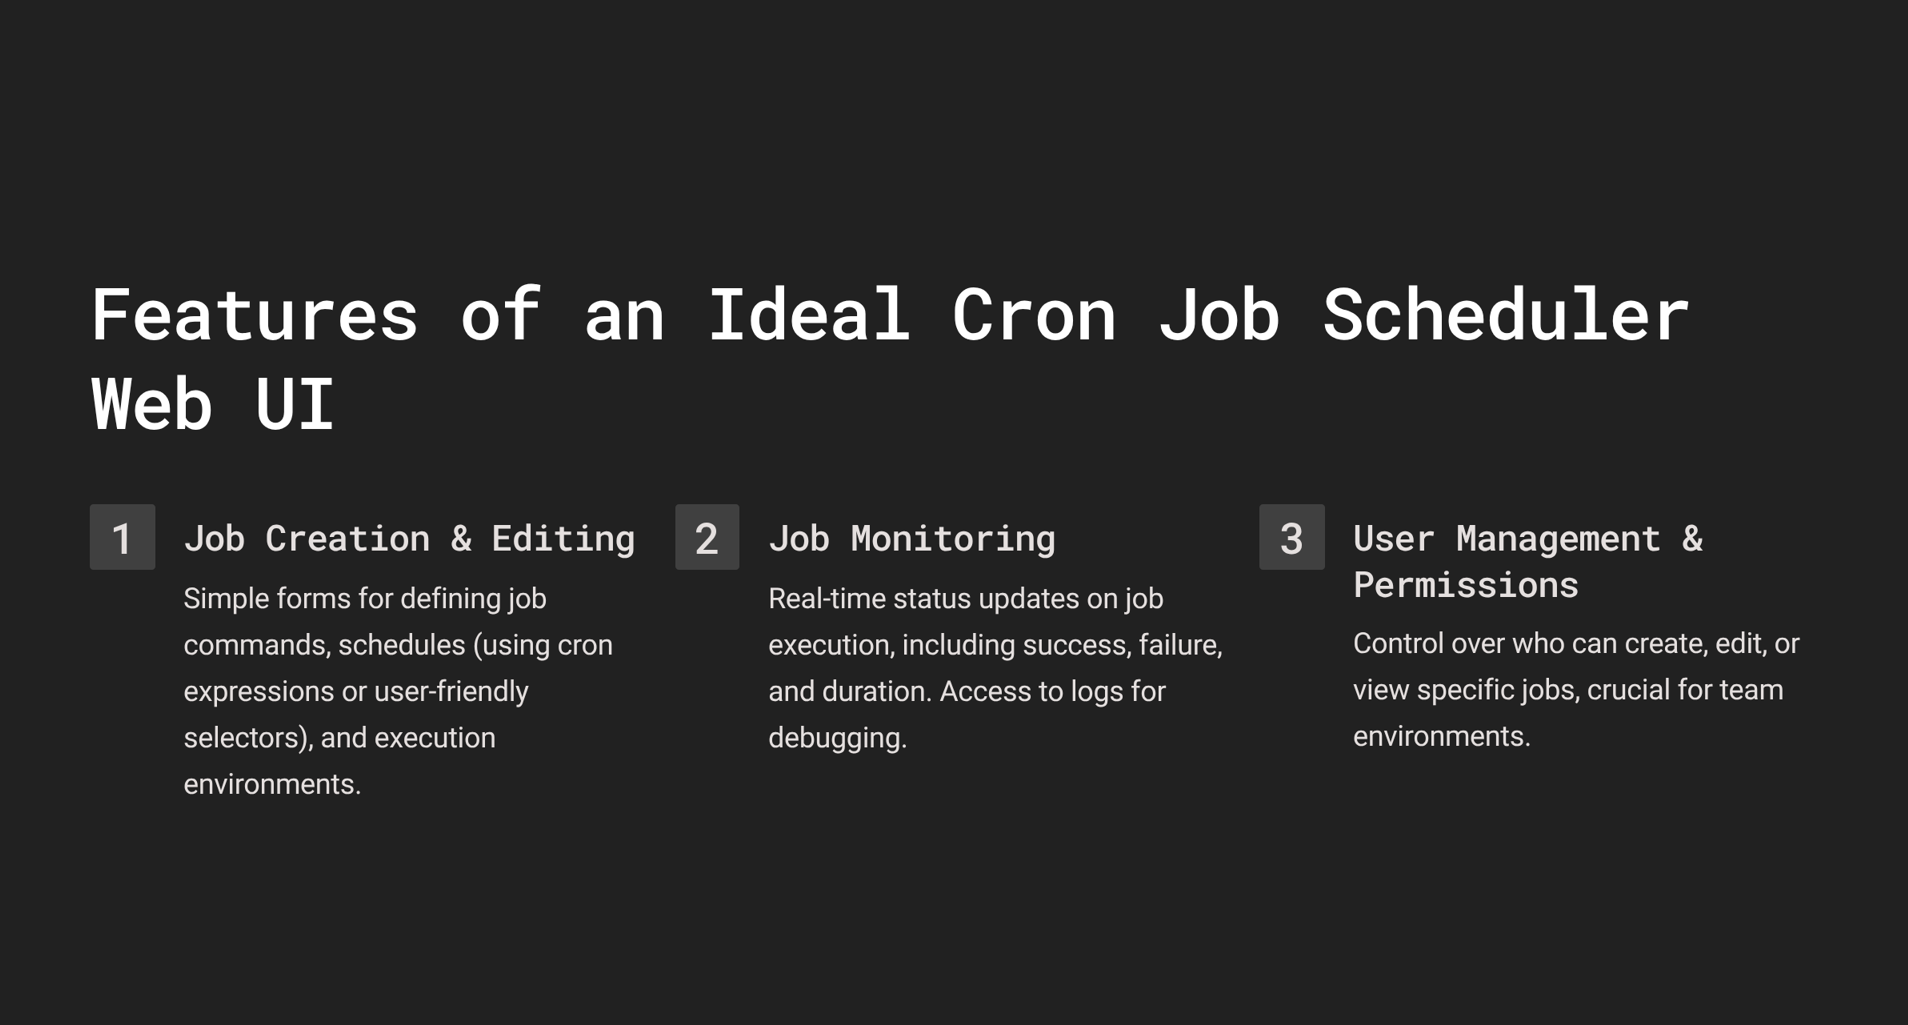 Features of an Ideal Cron Job Scheduler
Web UI
1
Job Creation & Editing
Simple forms for defining job
commands, schedules (using cron
expressions or user-friendly
selectors), and execution
environments.
2
Job Monitoring
Real-time status updates on job
execution, including success, failure,
and duration. Access to logs for
debugging.
3
User Management &
Permissions
Control over who can create, edit, or
view specific jobs, crucial for team
environments.